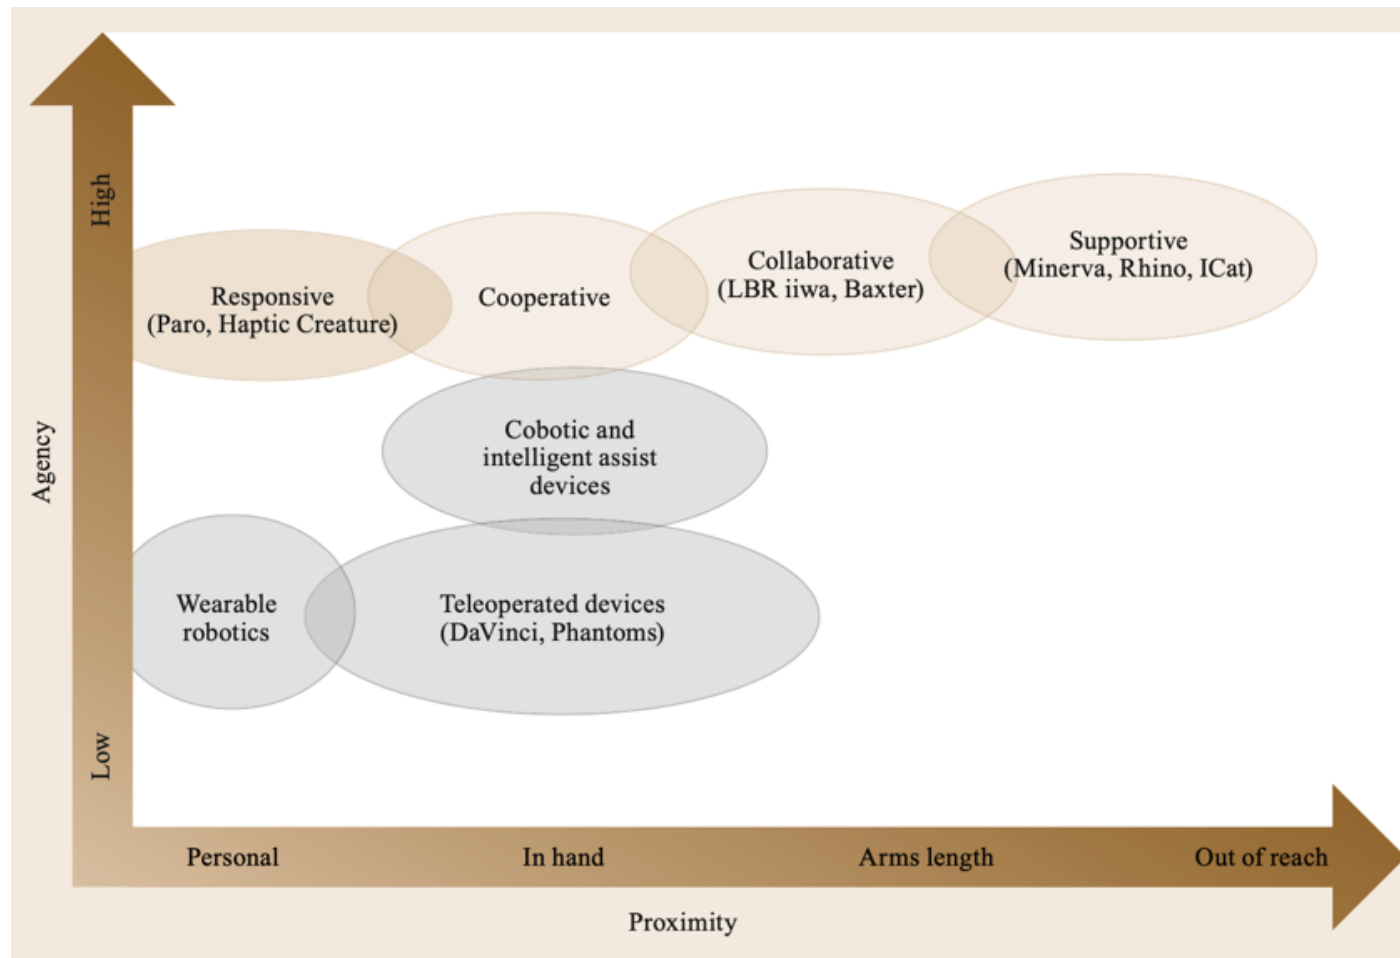 High
Agency
Low
Responsive
(Paro, Haptic Creature)
Cooperative
Collaborative
(LBR iiwa, Baxter)
Supportive
(Minerva, Rhino, ICat)
Cobotic and
intelligent assist
devices
Wearable
robotics
Teleoperated devices
(DaVinci, Phantoms)
Personal
In hand
Arms length
Out of reach
Proximity